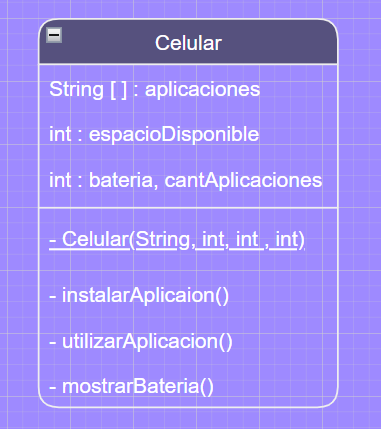 Celular
String [ ] : aplicaciones
int : espacioDisponible
int : bateria, cantAplicaciones
- Celular(String, int, int , int)
- instalarAplicaion()
- utilizarAplicacion()
- mostrarBateria()